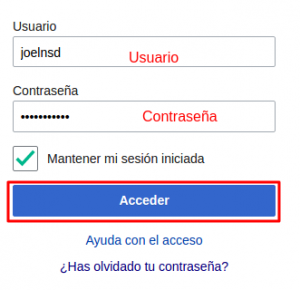 Usuario
joelnsd Usuario
Contraseña
••••••••••• Contraseña
Mantener mi sesión iniciada
Acceder
Ayuda con el acceso
¿Has olvidado tu contraseña?